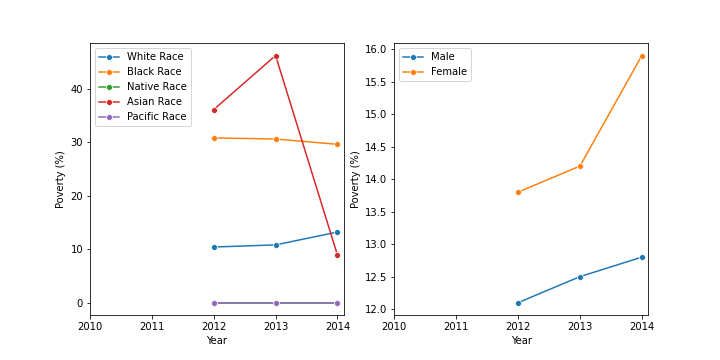 White Race
Black Race
Native Race
Asian Race
Pacific Race
Poverty (%)
40
30
20
10
0
2010 2011 2012 2013 2014
Year
Male
Female
Poverty (%)
16.0
15.5
15.0
14.5
14.0
13.5
13.0
12.5
12.0
2010 2011 2012 2013 2014
Year